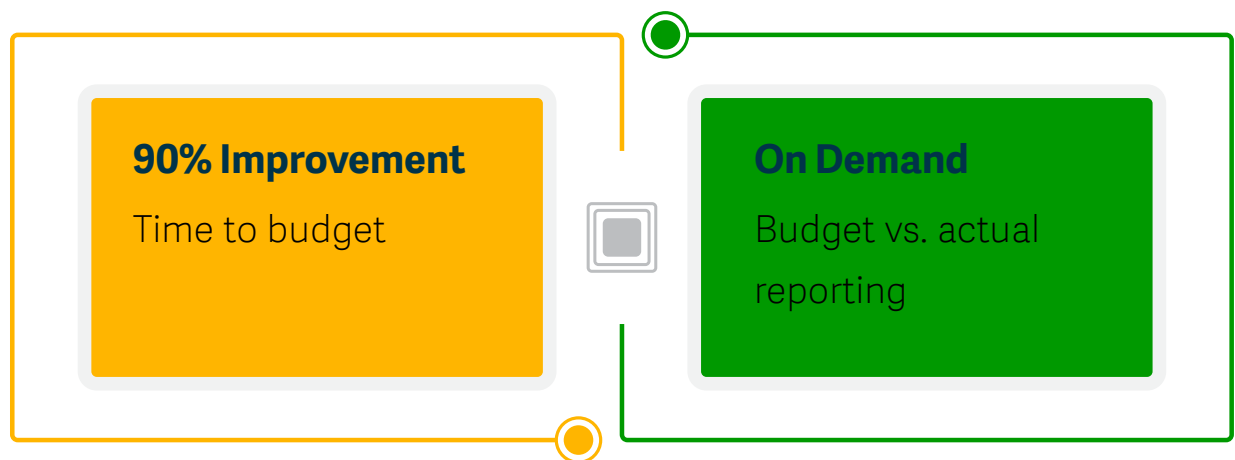 90% Improvement
Time to budget
On Demand
Budget vs. actual
reporting